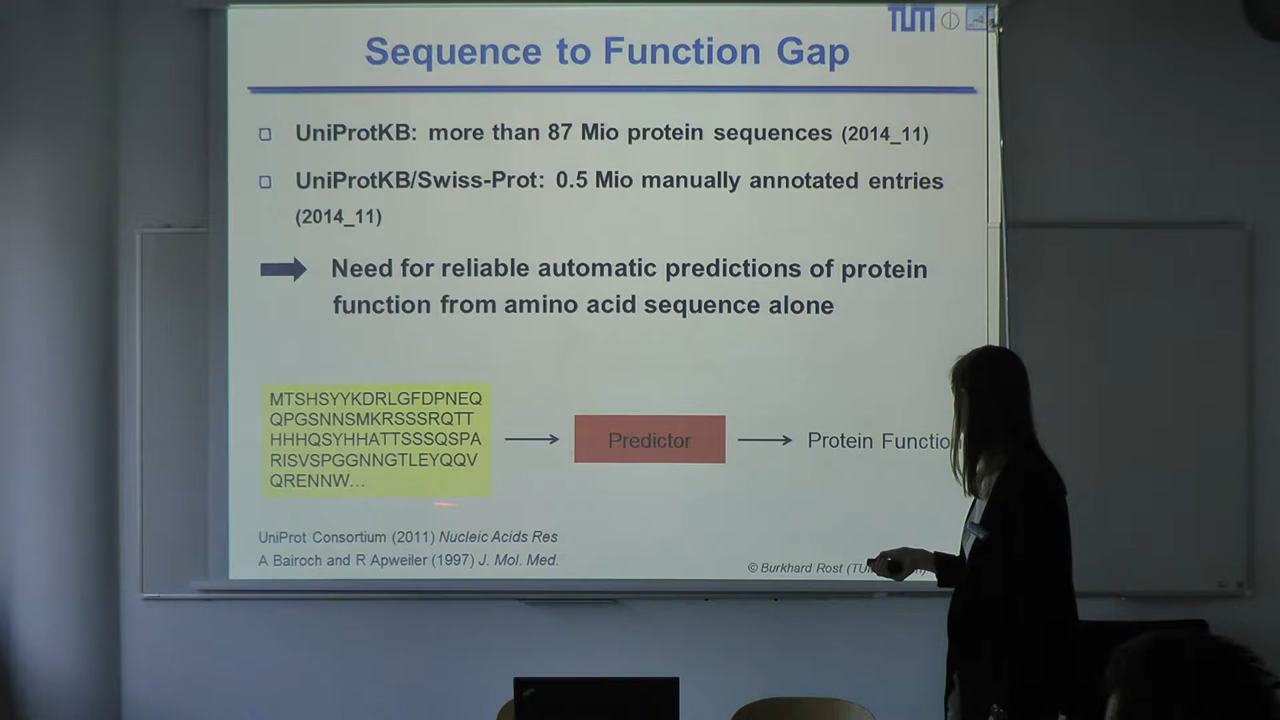 TUM
Sequence to Function Gap
UniProtKB: more than 87 Mio protein sequences (2014_11)
UniProtKB/Swiss-Prot: 0.5 Mio manually annotated entries
(2014_11)
Need for reliable automatic predictions of protein
function from amino acid sequence alone
MTSHSYYKDRLGFDPNEQ
QPGSNNSMKRSSSRQTT
HHHQSYHHATTSSSQSPA
RISVSPGGNNGTLEYQQV
QRENNW...
Predictor
Protein Function
UniProt Consortium (2011) Nucleic Acids Res
A Bairoch and R Apweiler (1997) J. Mol. Med.
© Burkhard Rost